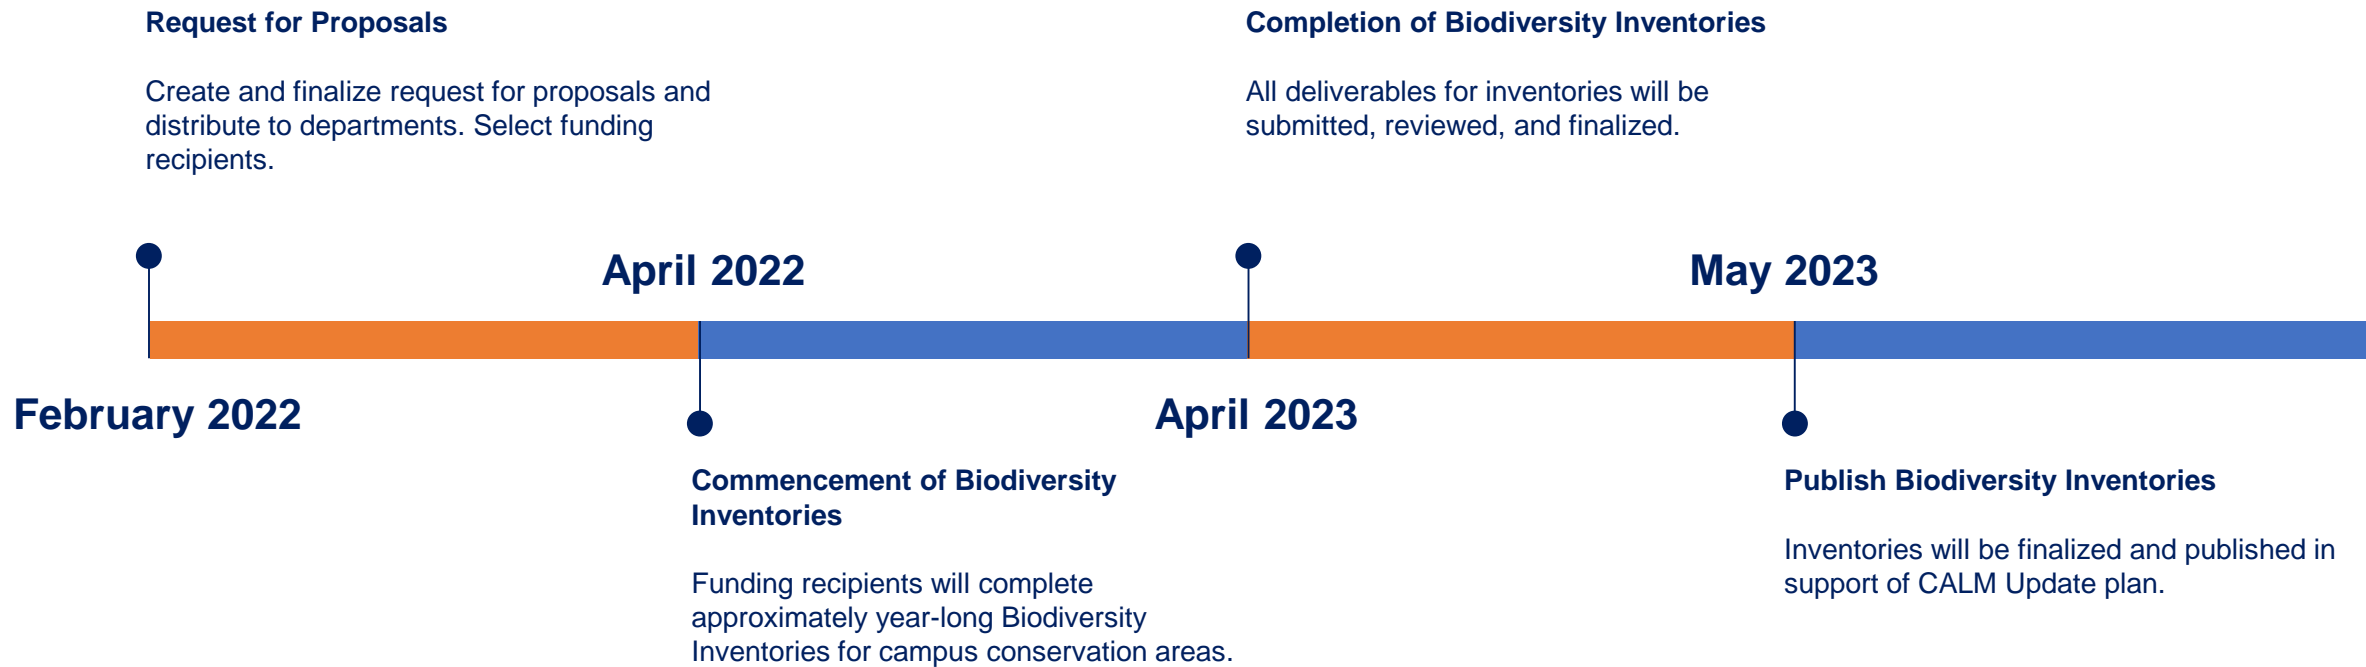 Request for Proposals
Create and finalize request for proposals and
distribute to departments. Select funding
recipients.
Completion of Biodiversity Inventories
All deliverables for inventories will be
submitted, reviewed, and finalized.
April 2022
May 2023
February 2022
April 2023
Commencement of Biodiversity
Inventories
Funding recipients will complete
approximately year-long Biodiversity
Inventories for campus conservation areas.
Publish Biodiversity Inventories
Inventories will be finalized and published in
support of CALM Update plan.